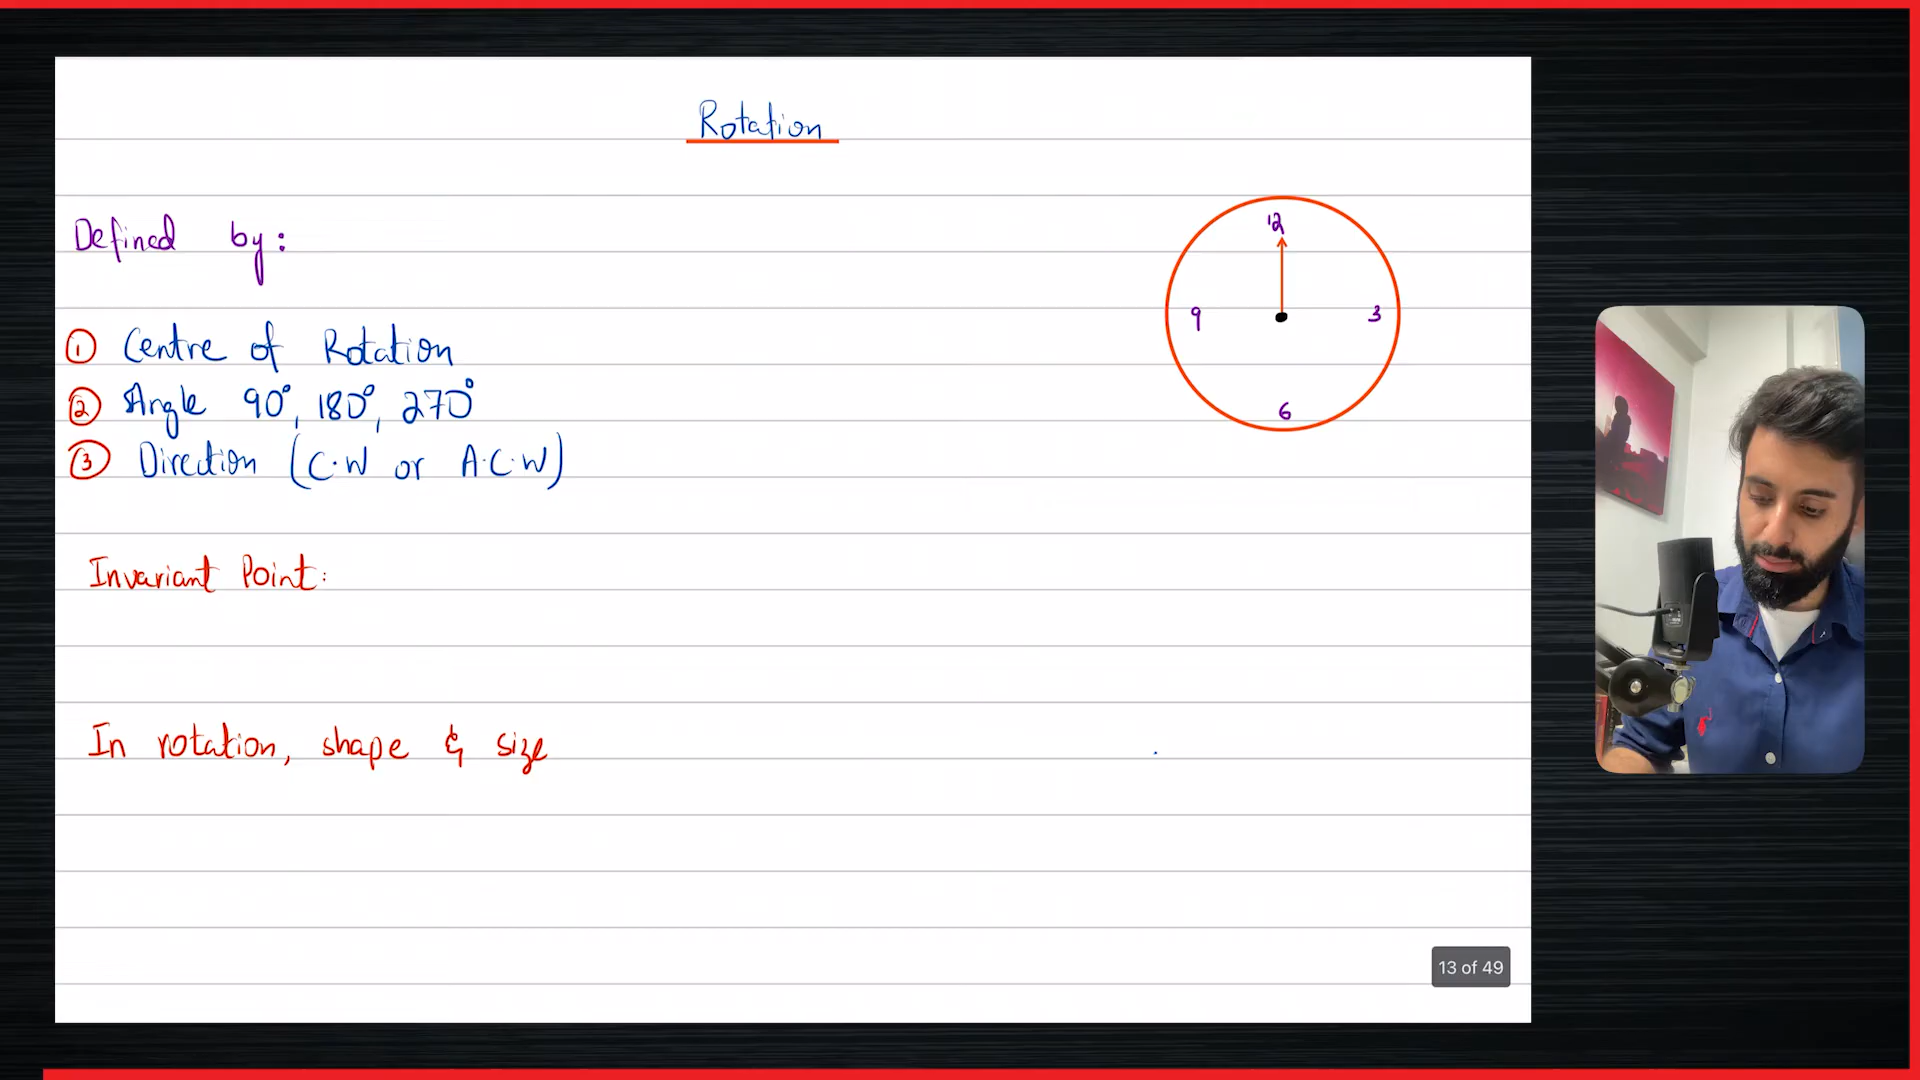 Rotation
Defined by:
12
9
3
6
① Centre of Rotation
② Angle 90°, 180°, 270°
③ Direction (C.W or A.C.W)
Invariant Point:
In rotation, shape & size
13 of 49